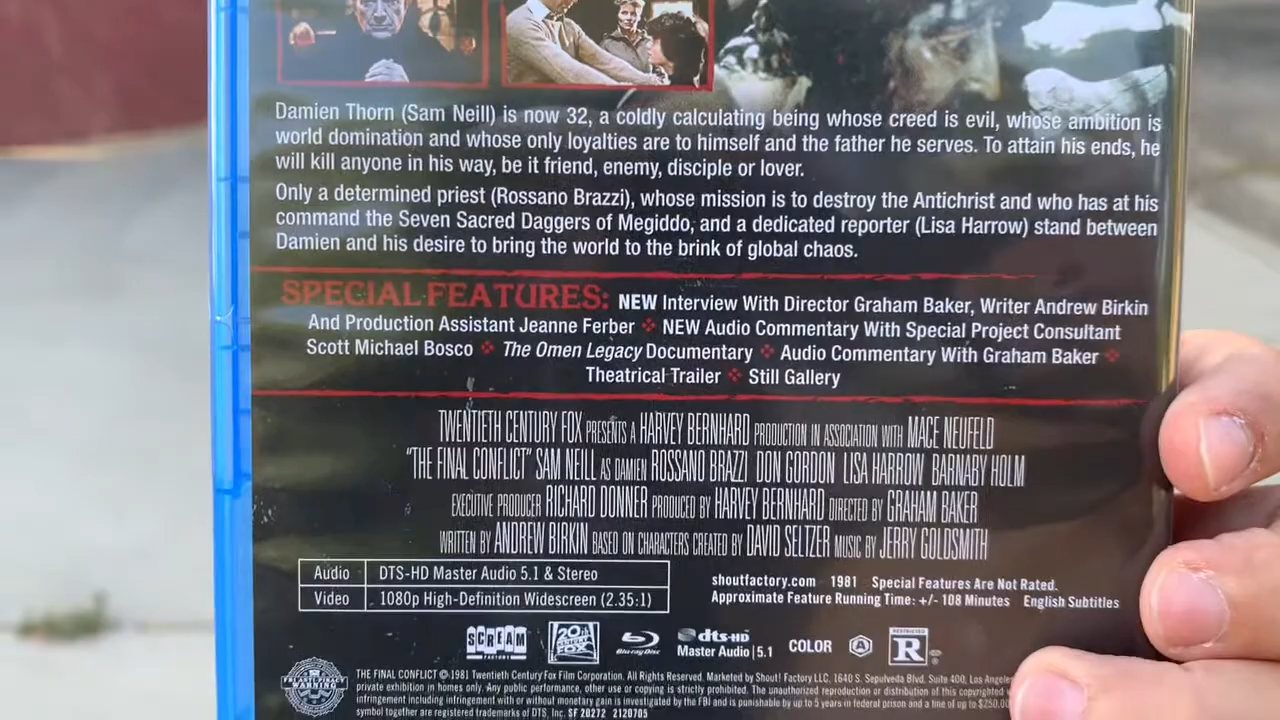 Damien Thorn (Sam Neill) is now 32, a coldly calculating being whose creed is evil, whose ambition is
world domination and whose only loyalties are to himself and the father he serves. To attain his ends, he
will kill anyone in his way, be it friend, enemy, disciple or lover.
Only a determined priest (Rossano Brazzi), whose mission is to destroy the Antichrist and who has at his
command the Seven Sacred Daggers of Megiddo, and a dedicated reporter (Lisa Harrow) stand between
Damien and his desire to bring the world to the brink of global chaos.
SPECIAL FEATURES: NEW Interview With Director Graham Baker, Writer Andrew Birkin
And Production Assistant Jeanne Ferber ❖ NEW Audio Commentary With Special Project Consultant
Scott Michael Bosco ❖ The Omen Legacy Documentary ❖ Audio Commentary With Graham Baker ❖
Theatrical Trailer ❖ Still Gallery
TWENTIETH CENTURY FOX PRESENTS A HARVEY BERNHARD PRODUCTION IN ASSOCIATION WITH MACE NEUFELD
"THE FINAL CONFLICT" SAM NEILL AS DAMIEN ROSSANO BRAZZI DON GORDON LISA HARROW BARNABY HOLM
EXECUTIVE PRODUCER RICHARD DONNER PRODUCED BY HARVEY BERNHARD DIRECTED BY GRAHAM BAKER
WRITTEN BY ANDREW BIRKIN BASED ON CHARACTERS CREATED BY DAVID SELTZER MUSIC BY JERRY GOLDSMITH
Audio DTS-HD Master Audio 5.1 & Stereo
Video 1080p High-Definition Widescreen (2.35:1)
shoutfactory.com 1981 Special Features Are Not Rated.
Approximate Feature Running Time: +/- 108 Minutes English Subtitles
SCREAM FACTORY 20TH CENTURY FOX Blu-ray Disc dts-HD Master Audio | 5.1 COLOR A RESTRICTED R
FBI ANTI-PIRACY WARNING
THE FINAL CONFLICT © 1981 Twentieth Century Fox Film Corporation. All Rights Reserved. Marketed by Shout! Factory LLC, 1640 S. Sepulveda Blvd, Suite 400, Los Angeles
private exhibition in homes only. Any public performance, other use or copying is strictly prohibited. The unauthorized reproduction or distribution of this copyrighted
infringement including infringement with or without monetary gain is investigated by the FBI and is punishable by up to 5 years in federal prison and a fine of up to $250,00
symbol together are registered trademarks of DTS, Inc. SF 20272 2120705